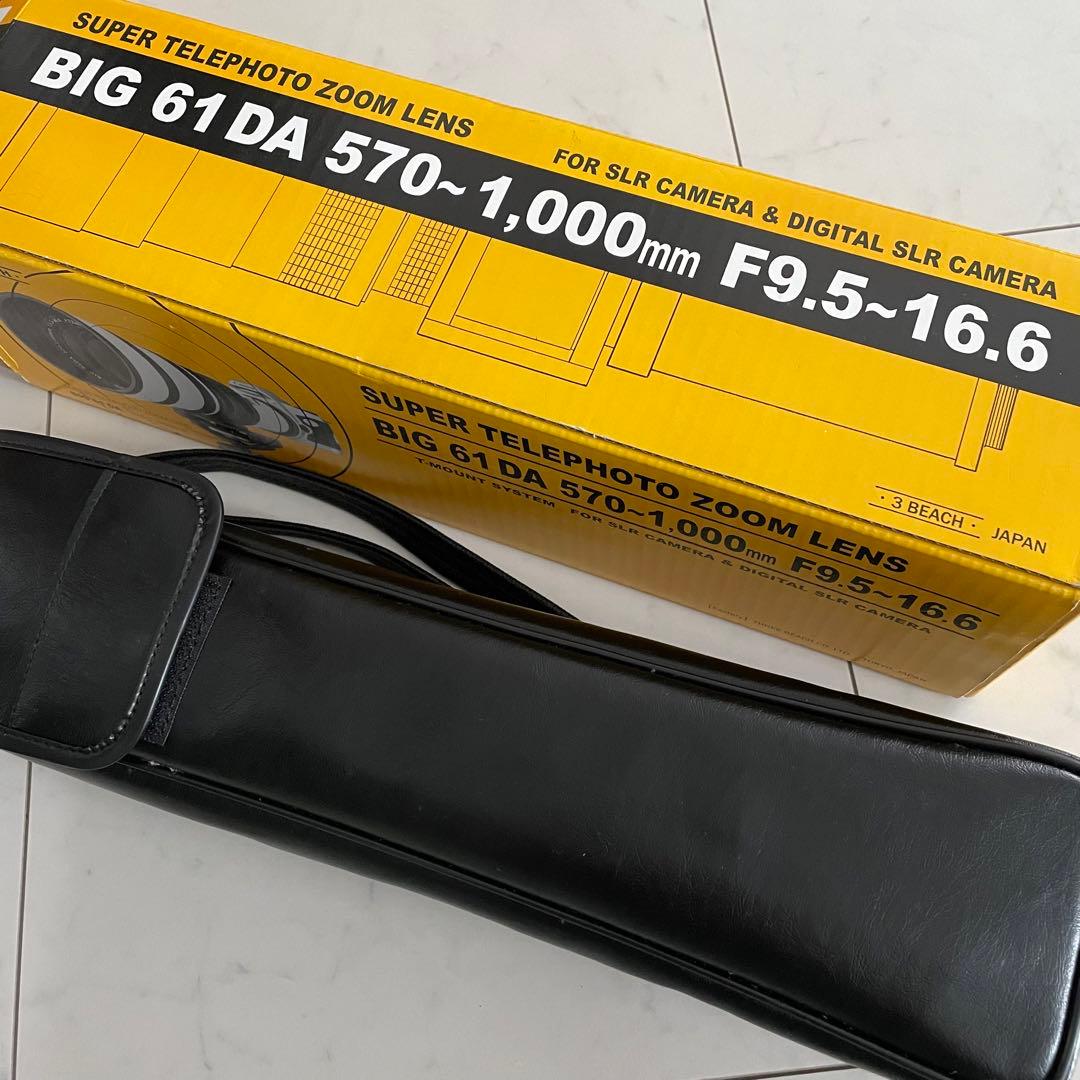 SUPER TELEPHOTO ZOOM LENS
FOR SLR CAMERA & DIGITAL SLR CAMERA
BIG 61 DA 570~1,000mm F9.5~16.6
SUPER TELEPHOTO ZOOM LENS
BIG 61 DA 570~1,000mm F9.5~16.6
T-MOUNT SYSTEM FOR SLR CAMERA & DIGITAL SLR CAMERA
・3 BEACH・ JAPAN
TOKYO, JAPAN